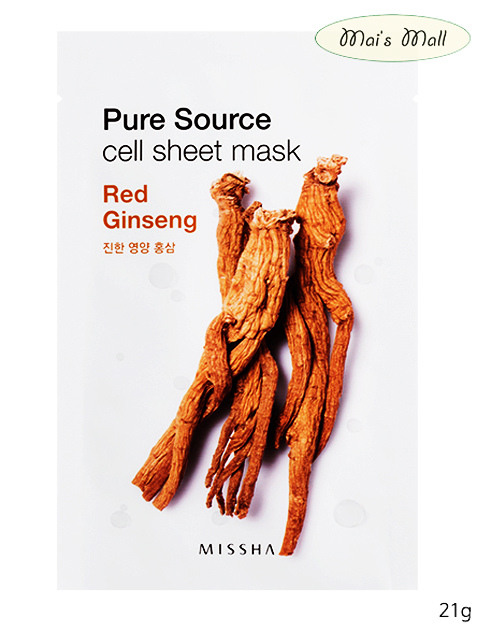 Mai's Mall
Pure Source
cell sheet mask
Red
Ginseng
진한 영양 홍삼
MISSHA
21g